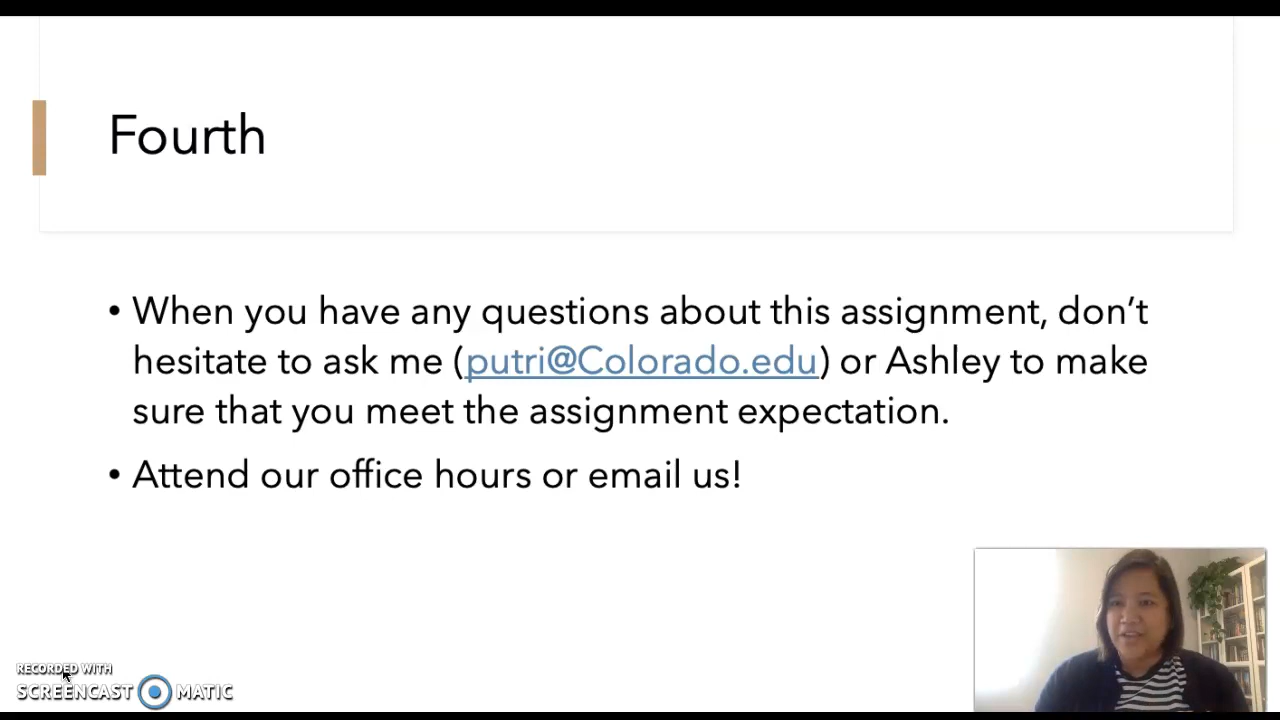 Fourth
• When you have any questions about this assignment, don’t
hesitate to ask me (putri@Colorado.edu) or Ashley to make
sure that you meet the assignment expectation.
• Attend our office hours or email us!
RECORDED WITH
SCREENCAST MATIC